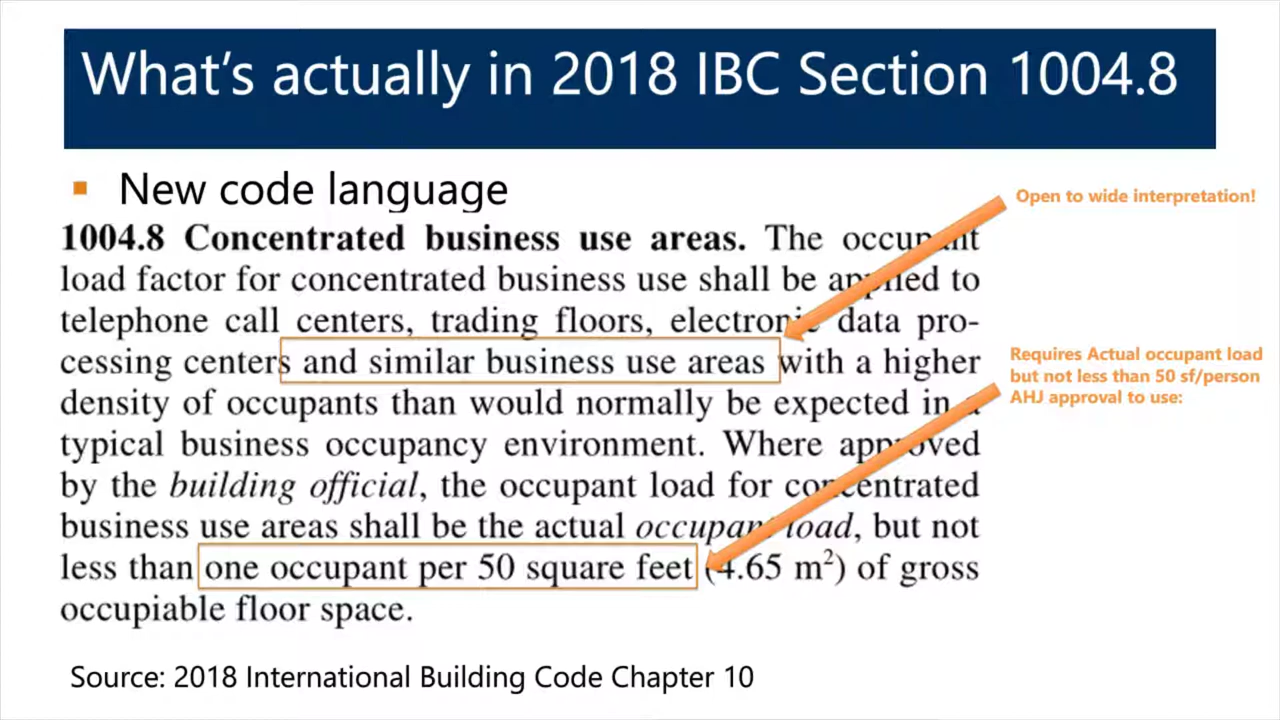 What's actually in 2018 IBC Section 1004.8
▪ New code language
Open to wide interpretation!
1004.8 Concentrated business use areas. The occupant
load factor for concentrated business use shall be applied to
telephone call centers, trading floors, electronic data pro-
cessing centers and similar business use areas with a higher
density of occupants than would normally be expected in a
typical business occupancy environment. Where approved
by the building official, the occupant load for concentrated
business use areas shall be the actual occupant load, but not
less than one occupant per 50 square feet (4.65 m²) of gross
occupiable floor space.
Requires Actual occupant load
but not less than 50 sf/person
AHJ approval to use:
Source: 2018 International Building Code Chapter 10